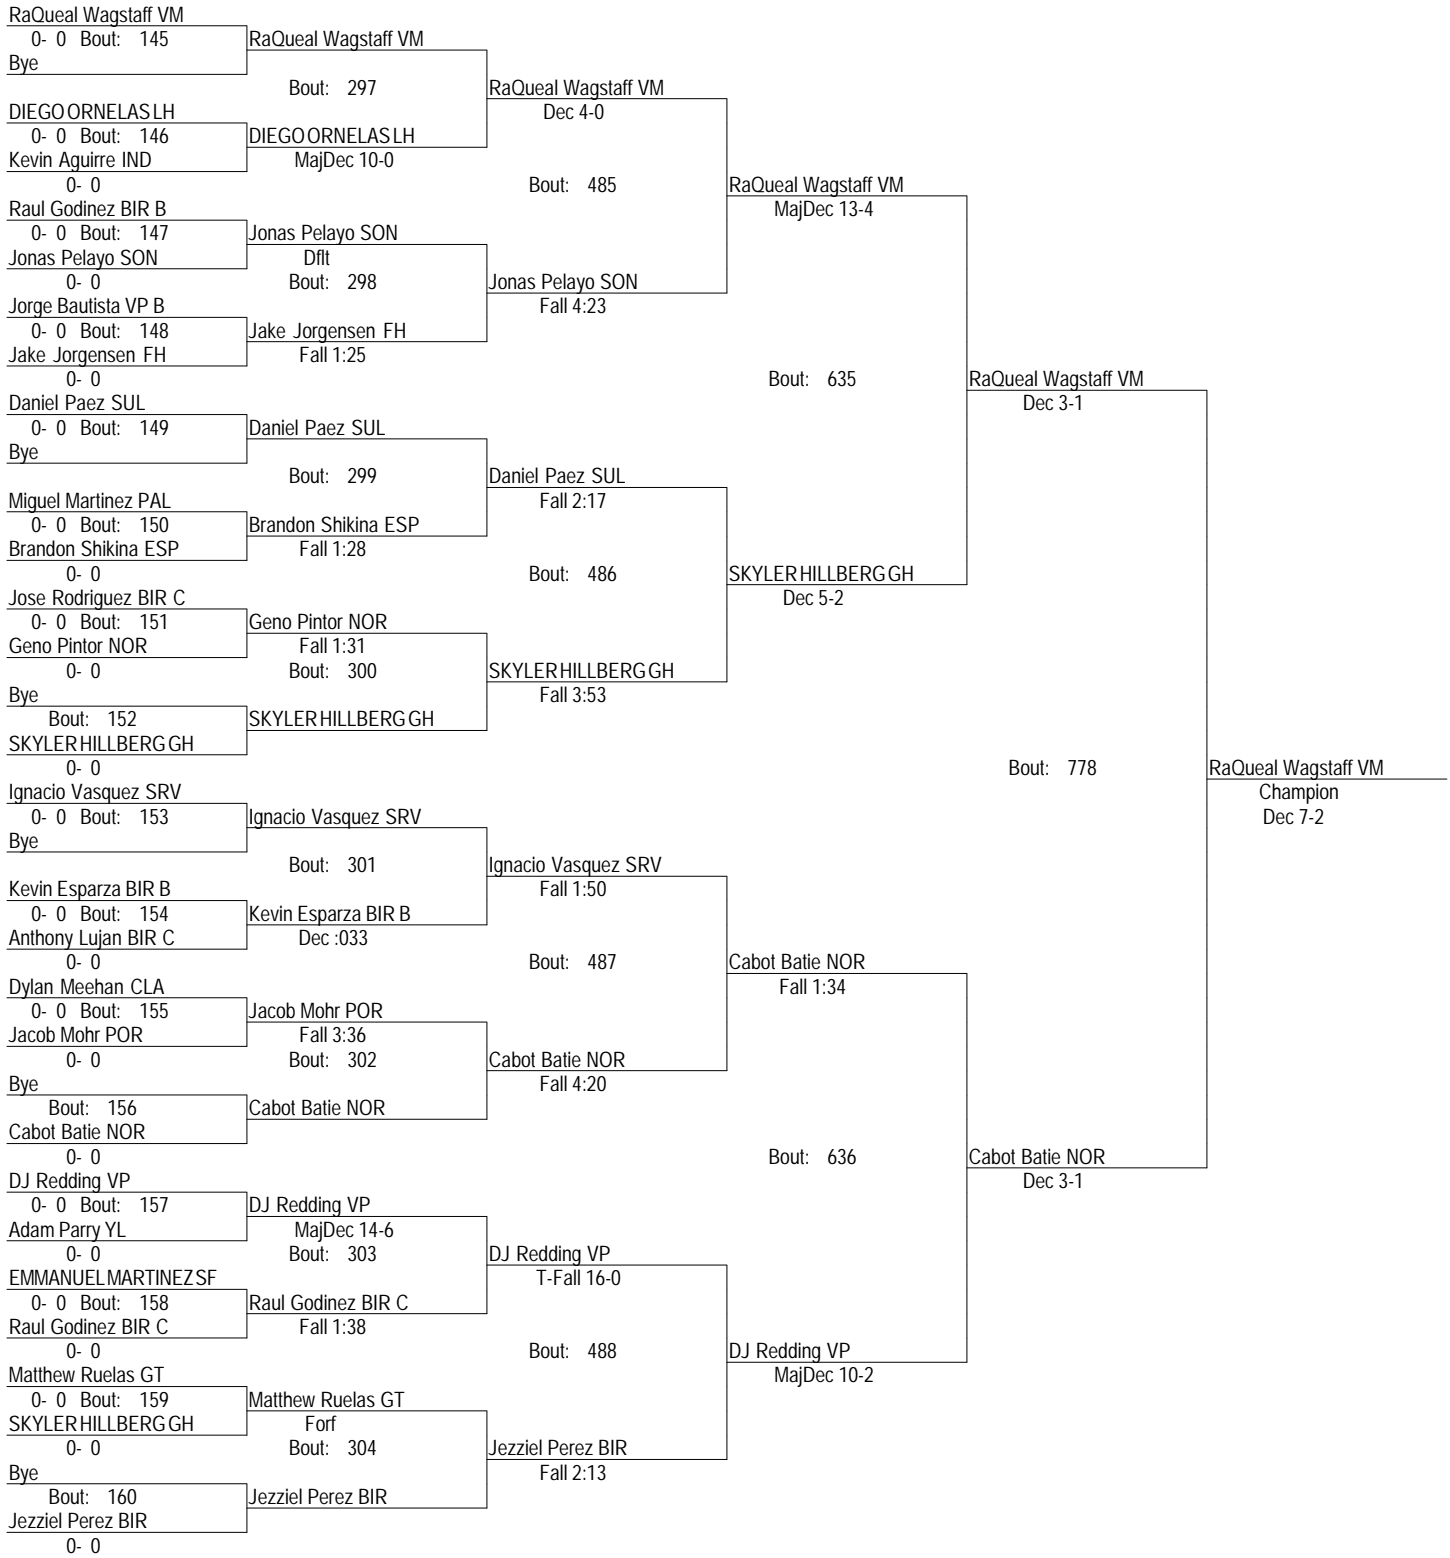 RaQueal Wagstaff VM
0- 0 Bout: 145 RaQueal Wagstaff VM
Bye
Bout: 297 RaQueal Wagstaff VM
DIEGO ORNELAS LH Dec 4-0
0- 0 Bout: 146 DIEGO ORNELAS LH
Kevin Aguirre IND MajDec 10-0
0- 0 Bout: 485 RaQueal Wagstaff VM
Raul Godinez BIR B MajDec 13-4
0- 0 Bout: 147 Jonas Pelayo SON
Jonas Pelayo SON Dflt
0- 0 Bout: 298 Jonas Pelayo SON
Jorge Bautista VP B Fall 4:23
0- 0 Bout: 148 Jake Jorgensen FH
Jake Jorgensen FH Fall 1:25
0- 0 Bout: 635 RaQueal Wagstaff VM
Daniel Paez SUL Dec 3-1
0- 0 Bout: 149 Daniel Paez SUL
Bye
Bout: 299 Daniel Paez SUL
Miguel Martinez PAL Fall 2:17
0- 0 Bout: 150 Brandon Shikina ESP
Brandon Shikina ESP Fall 1:28
0- 0 Bout: 486 SKYLER HILLBERG GH
Jose Rodriguez BIR C Dec 5-2
0- 0 Bout: 151 Geno Pintor NOR
Geno Pintor NOR Fall 1:31
0- 0 Bout: 300 SKYLER HILLBERG GH
Bye Fall 3:53
Bout: 152 SKYLER HILLBERG GH
SKYLER HILLBERG GH
0- 0 Bout: 778 RaQueal Wagstaff VM
Ignacio Vasquez SRV Champion
0- 0 Bout: 153 Ignacio Vasquez SRV Dec 7-2
Bye
Bout: 301 Ignacio Vasquez SRV
Kevin Esparza BIR B Fall 1:50
0- 0 Bout: 154 Kevin Esparza BIR B
Anthony Lujan BIR C Dec :033
0- 0 Bout: 487 Cabot Batie NOR
Dylan Meehan CLA Fall 1:34
0- 0 Bout: 155 Jacob Mohr POR
Jacob Mohr POR Fall 3:36
0- 0 Bout: 302 Cabot Batie NOR
Bye Fall 4:20
Bout: 156 Cabot Batie NOR
Cabot Batie NOR
0- 0 Bout: 636 Cabot Batie NOR
DJ Redding VP Dec 3-1
0- 0 Bout: 157 DJ Redding VP
Adam Parry YL MajDec 14-6
0- 0 Bout: 303 DJ Redding VP
EMMANUEL MARTINEZ SF T-Fall 16-0
0- 0 Bout: 158 Raul Godinez BIR C
Raul Godinez BIR C Fall 1:38
0- 0 Bout: 488 DJ Redding VP
Matthew Ruelas GT MajDec 10-2
0- 0 Bout: 159 Matthew Ruelas GT
SKYLER HILLBERG GH Forf
0- 0 Bout: 304 Jezziel Perez BIR
Bye Fall 2:13
Bout: 160 Jezziel Perez BIR
Jezziel Perez BIR
0- 0